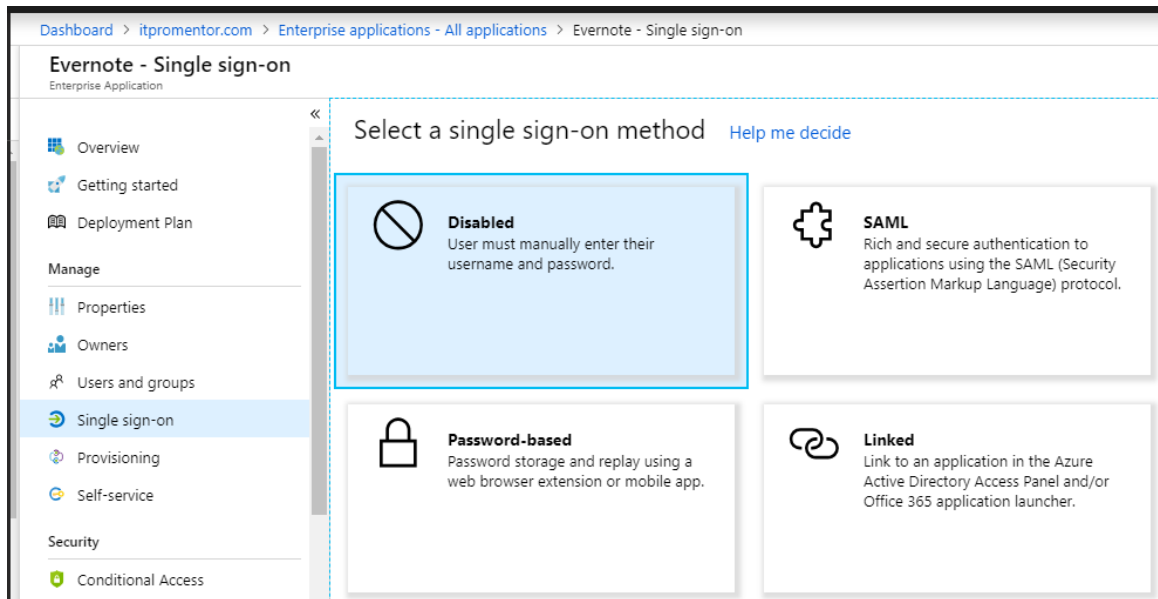 Dashboard > itpromentor.com > Enterprise applications - All applications > Evernote - Single sign-on
Evernote - Single sign-on
Enterprise Application
«
Overview
Getting started
Deployment Plan
Manage
Properties
Owners
Users and groups
Single sign-on
Provisioning
Self-service
Security
Conditional Access
Select a single sign-on method Help me decide
Disabled
User must manually enter their
username and password.
SAML
Rich and secure authentication to
applications using the SAML (Security
Assertion Markup Language) protocol.
Password-based
Password storage and replay using a
web browser extension or mobile app.
Linked
Link to an application in the Azure
Active Directory Access Panel and/or
Office 365 application launcher.